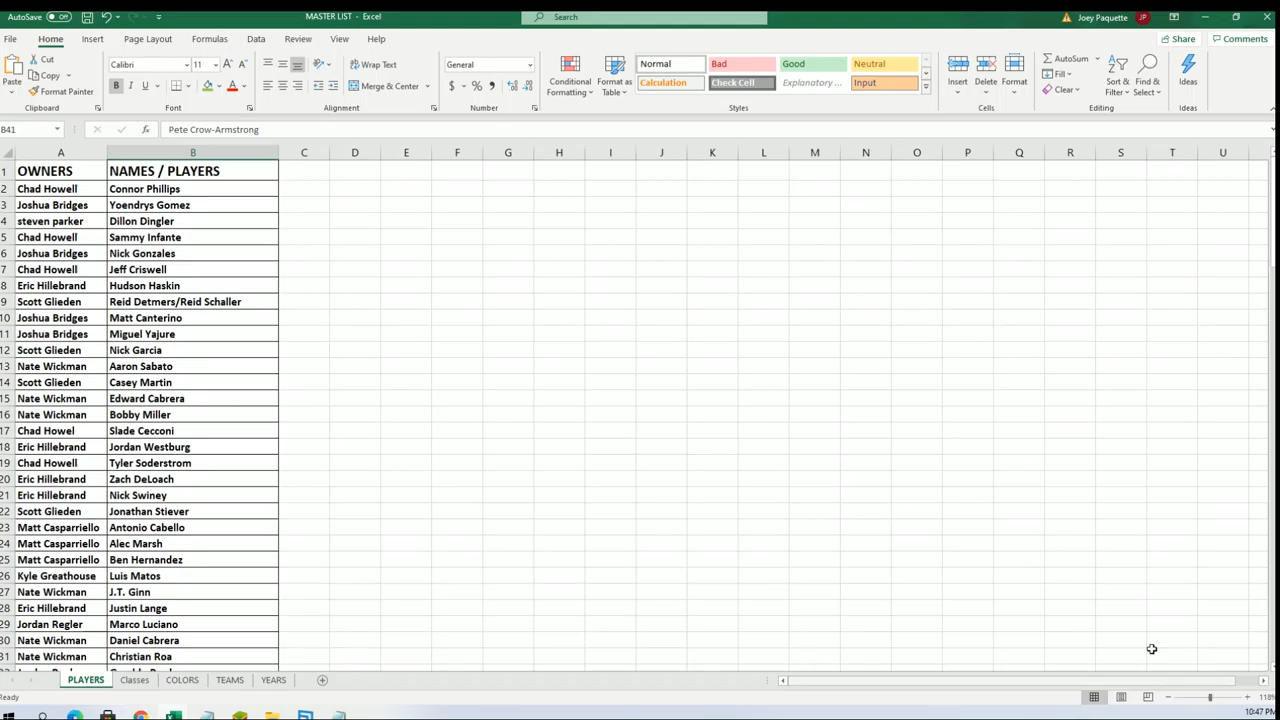 AutoSave Off MASTER LIST - Excel Search Joey Paquette JP
File Home Insert Page Layout Formulas Data Review View Help Share Comments
Paste Cut Copy Format Painter Clipboard
Calibri 11 B I U Font
Wrap Text Merge & Center Alignment
General $ % Number
Conditional Formatting Format as Table
Normal Bad Good Neutral
Calculation Check Cell Explanatory ... Input
Styles
Insert Delete Format Cells
AutoSum Fill Clear Sort & Filter Find & Select Editing
Ideas Ideas
B41 fx Pete Crow-Armstrong
A B C D E F G H I J K L M N O P Q R S T U
1 OWNERS NAMES / PLAYERS
2 Chad Howell Connor Phillips
3 Joshua Bridges Yoendrys Gomez
4 steven parker Dillon Dingler
5 Chad Howell Sammy Infante
6 Joshua Bridges Nick Gonzales
7 Chad Howell Jeff Criswell
8 Eric Hillebrand Hudson Haskin
9 Scott Glieden Reid Detmers/Reid Schaller
10 Joshua Bridges Matt Canterino
11 Joshua Bridges Miguel Yajure
12 Scott Glieden Nick Garcia
13 Nate Wickman Aaron Sabato
14 Scott Glieden Casey Martin
15 Nate Wickman Edward Cabrera
16 Nate Wickman Bobby Miller
17 Chad Howel Slade Cecconi
18 Eric Hillebrand Jordan Westburg
19 Chad Howell Tyler Soderstrom
20 Eric Hillebrand Zach DeLoach
21 Eric Hillebrand Nick Swiney
22 Scott Glieden Jonathan Stiever
23 Matt Casparriello Antonio Cabello
24 Matt Casparriello Alec Marsh
25 Matt Casparriello Ben Hernandez
26 Kyle Greathouse Luis Matos
27 Nate Wickman J.T. Ginn
28 Eric Hillebrand Justin Lange
29 Jordan Regler Marco Luciano
30 Nate Wickman Daniel Cabrera
31 Nate Wickman Christian Roa
PLAYERS Classes COLORS TEAMS YEARS
Ready 118%
10:47 PM